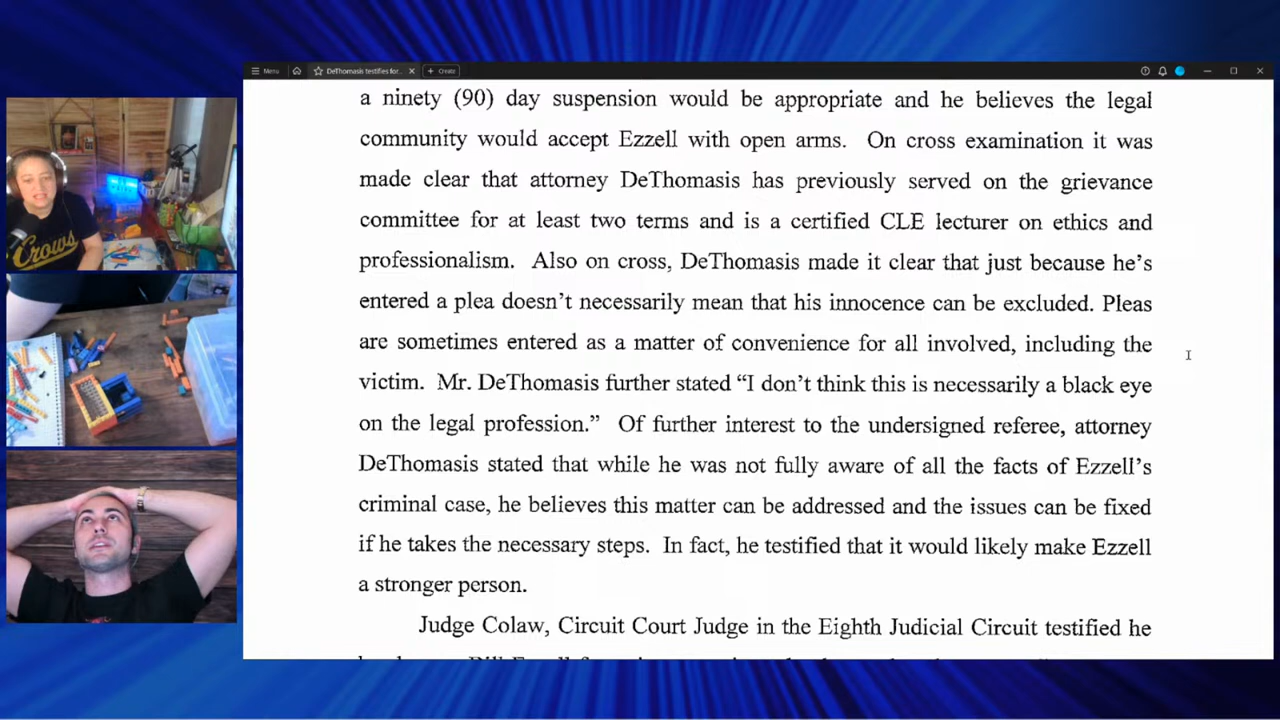 Menu
DeThomasis testifies for...
Create
a ninety (90) day suspension would be appropriate and he believes the legal
community would accept Ezzell with open arms. On cross examination it was
made clear that attorney DeThomasis has previously served on the grievance
committee for at least two terms and is a certified CLE lecturer on ethics and
professionalism. Also on cross, DeThomasis made it clear that just because he’s
entered a plea doesn’t necessarily mean that his innocence can be excluded. Pleas
are sometimes entered as a matter of convenience for all involved, including the
victim. Mr. DeThomasis further stated “I don’t think this is necessarily a black eye
on the legal profession.” Of further interest to the undersigned referee, attorney
DeThomasis stated that while he was not fully aware of all the facts of Ezzell’s
criminal case, he believes this matter can be addressed and the issues can be fixed
if he takes the necessary steps. In fact, he testified that it would likely make Ezzell
a stronger person.
Judge Colaw, Circuit Court Judge in the Eighth Judicial Circuit testified he
Crows